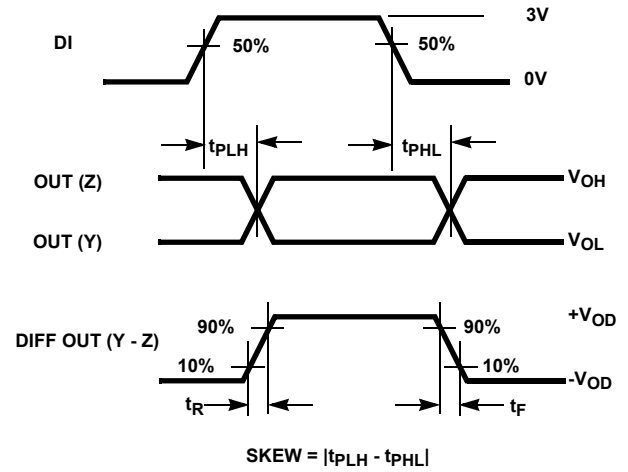 3V
DI
50%
50%
0V
tPLH
tPHL
OUT (Z)
VOH
OUT (Y)
VOL
+VOD
90%
90%
DIFF OUT (Y - Z)
10%
10%
-VOD
tR
tF
SKEW = |tPLH - tPHL|